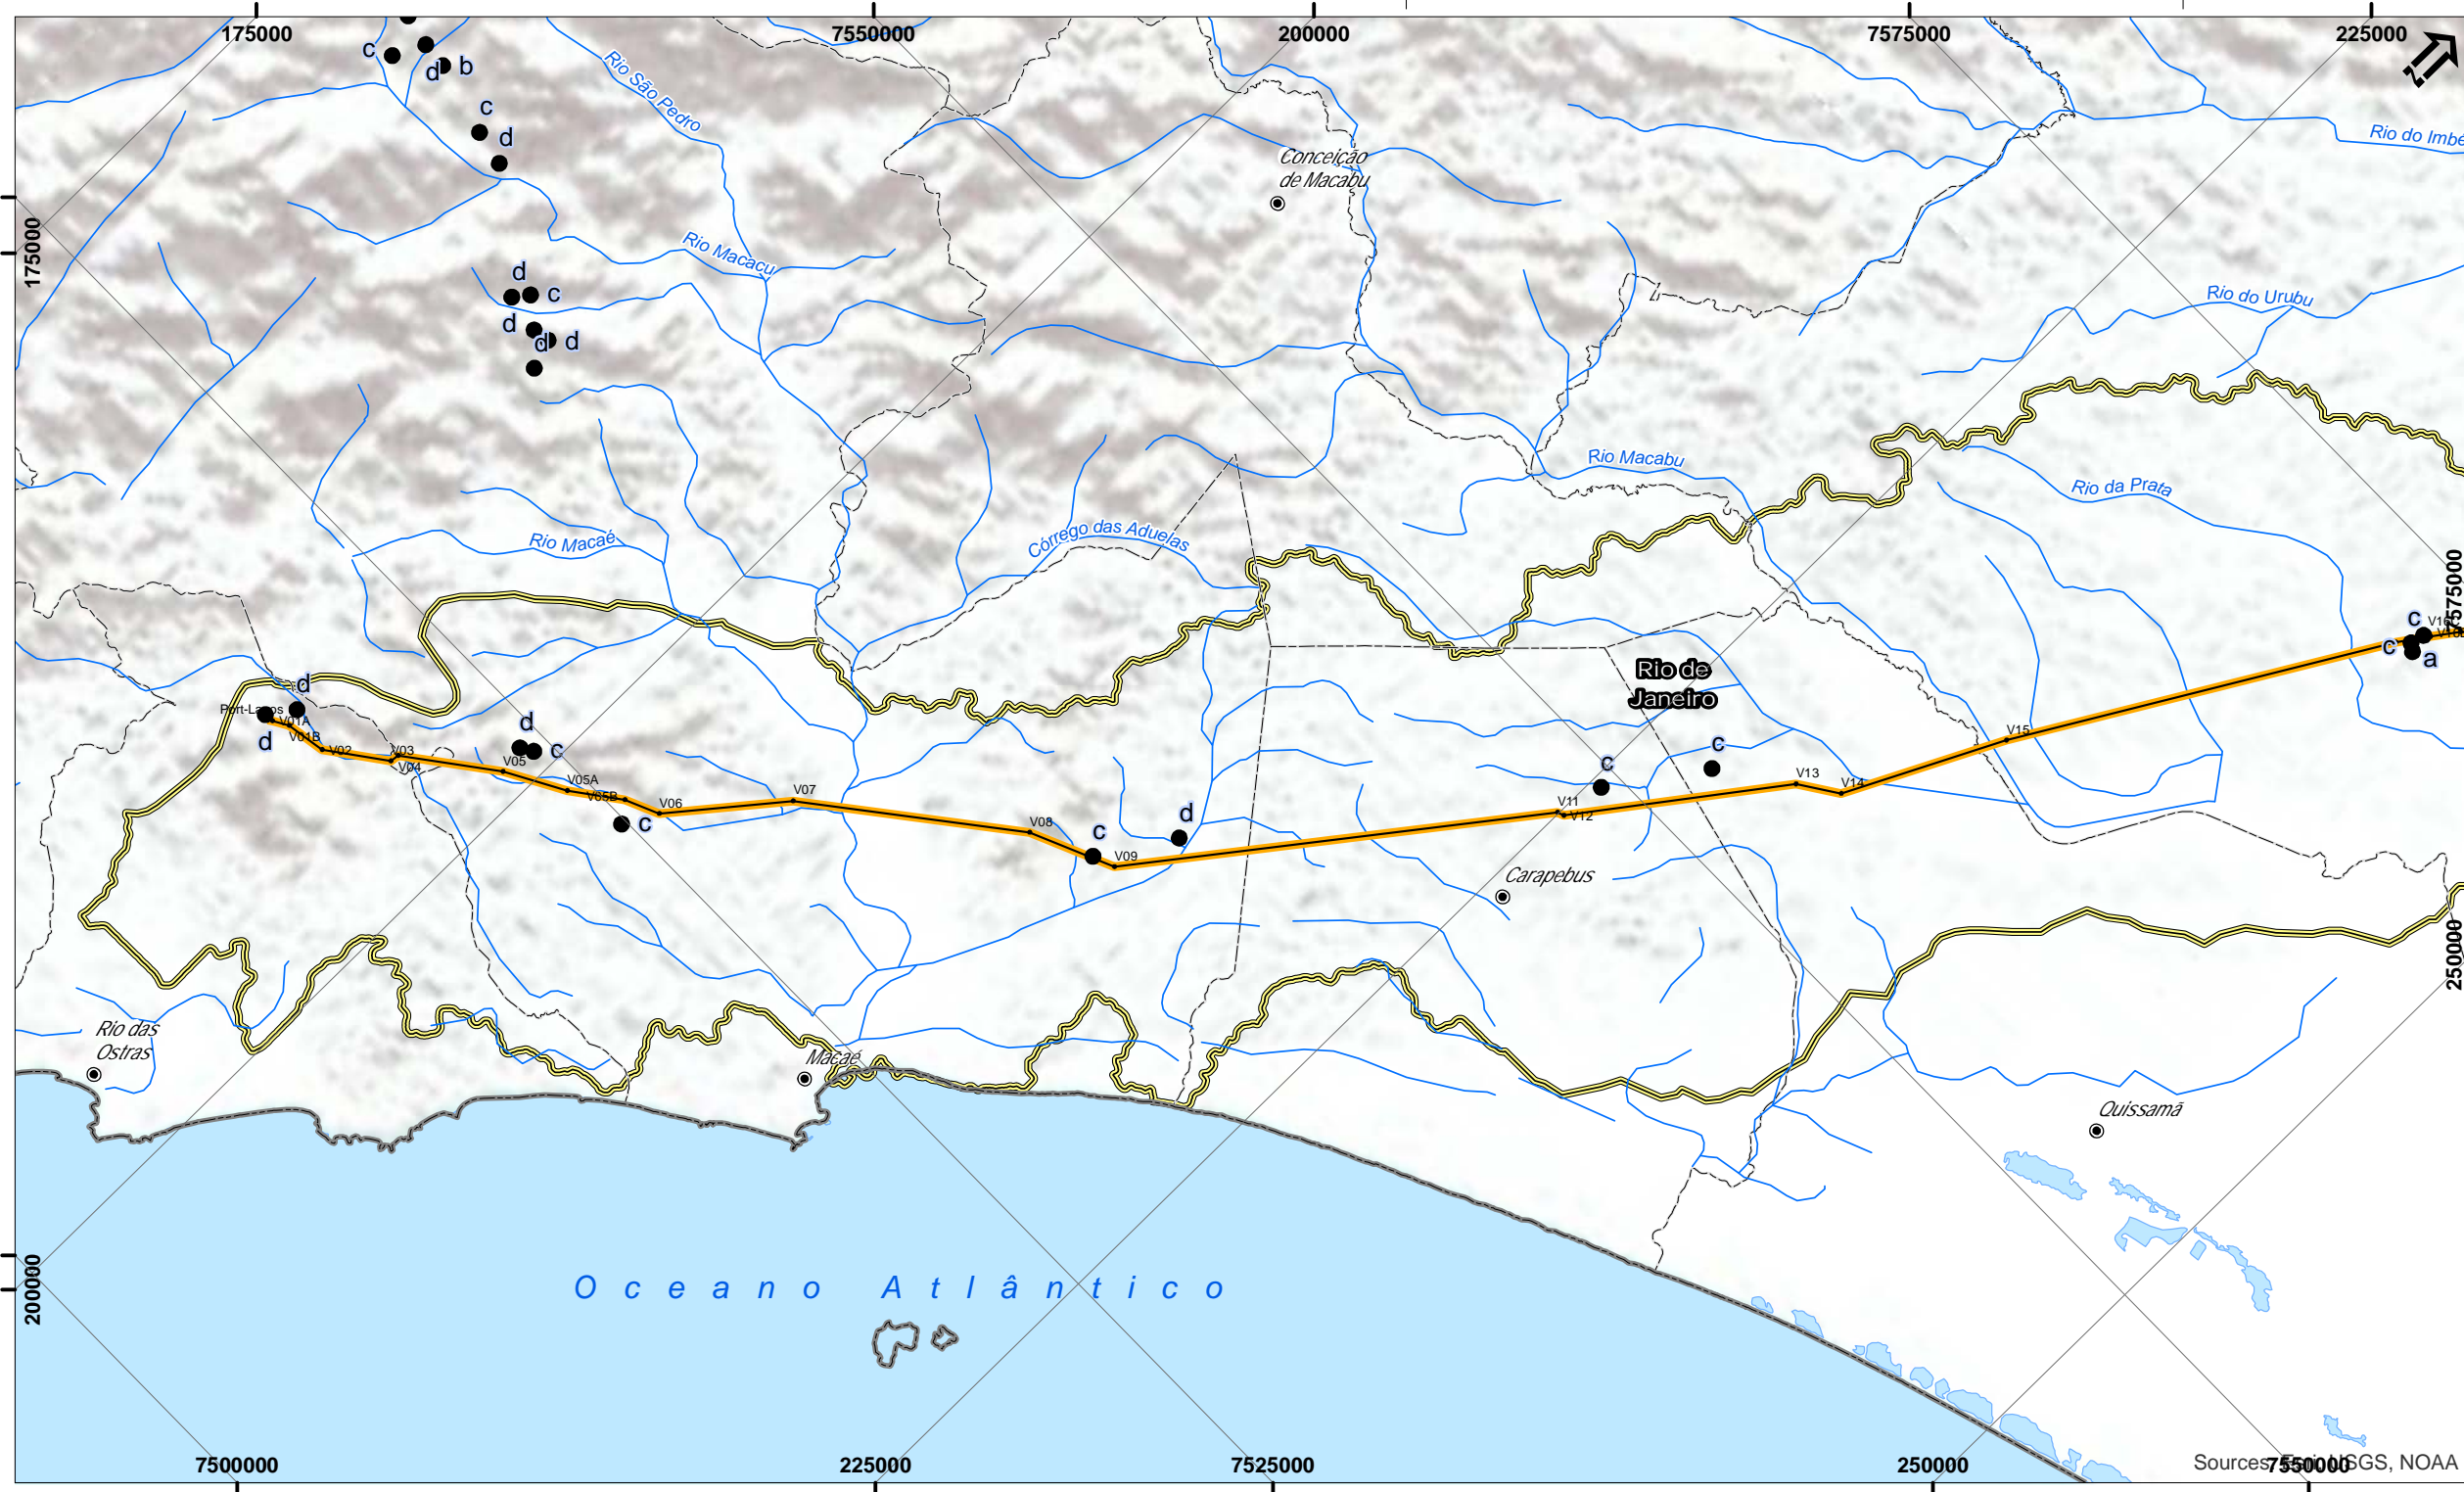 175000
7550000
200000
7575000
225000
N
c
d
b
Rio São Pedro
c
d
Rio do Imbé
Conceição
de Macabu
175000
Rio Macacu
d
c
d
d
d
Rio do Urubu
Rio Macabu
Rio da Prata
Rio Macaé
Córrego das Aduelas
7575000
c
V16C
c
a
Rio de
Janeiro
d
Port-Lagos
V01A
V01B
d
V02
V03
V04
d
c
V05
V05A
V05B
V06
c
V07
V08
c
V09
d
V11
V12
c
c
V13
V14
V15
Carapebus
250000
Rio das
Ostras
Macaé
Quissamã
200000
Oceano Atlântico
Sources: Esri, USGS, NOAA
7500000
225000
7525000
250000
7550000